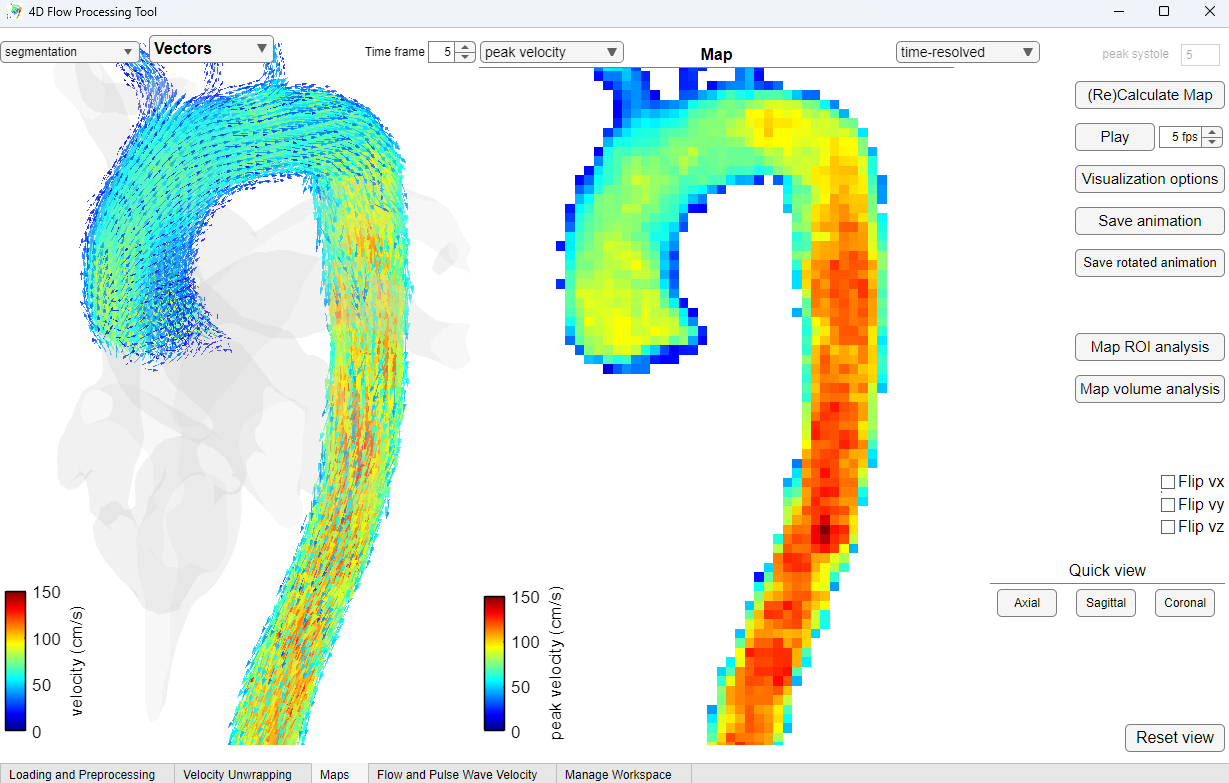 4D Flow Processing Tool
segmentation
Vectors
Time frame 5
peak velocity
Map
time-resolved
peak systole 5
(Re)Calculate Map
Play 5 fps
Visualization options
Save animation
Save rotated animation
Map ROI analysis
Map volume analysis
Flip vx
Flip vy
Flip vz
Quick view
Axial Sagittal Coronal
150
100
50
0
velocity (cm/s)
150
100
50
0
peak velocity (cm/s)
Reset view
Loading and Preprocessing Velocity Unwrapping Maps Flow and Pulse Wave Velocity Manage Workspace